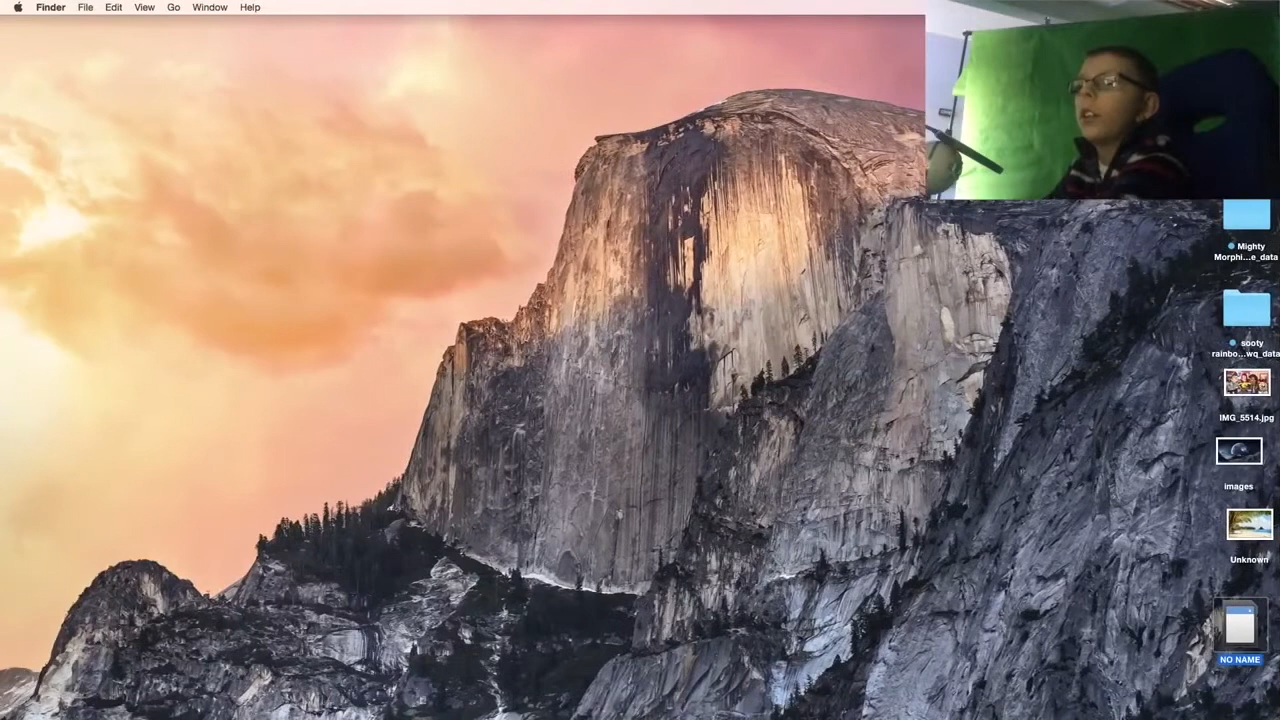 Finder File Edit View Go Window Help
Mighty
Morphi...e_data
sooty
rainbo...wq_data
IMG_5514.jpg
images
Unknown
NO NAME